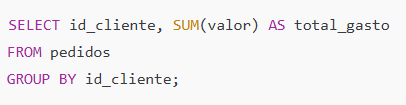 SELECT id_cliente, SUM(valor) AS total_gasto
FROM pedidos
GROUP BY id_cliente;